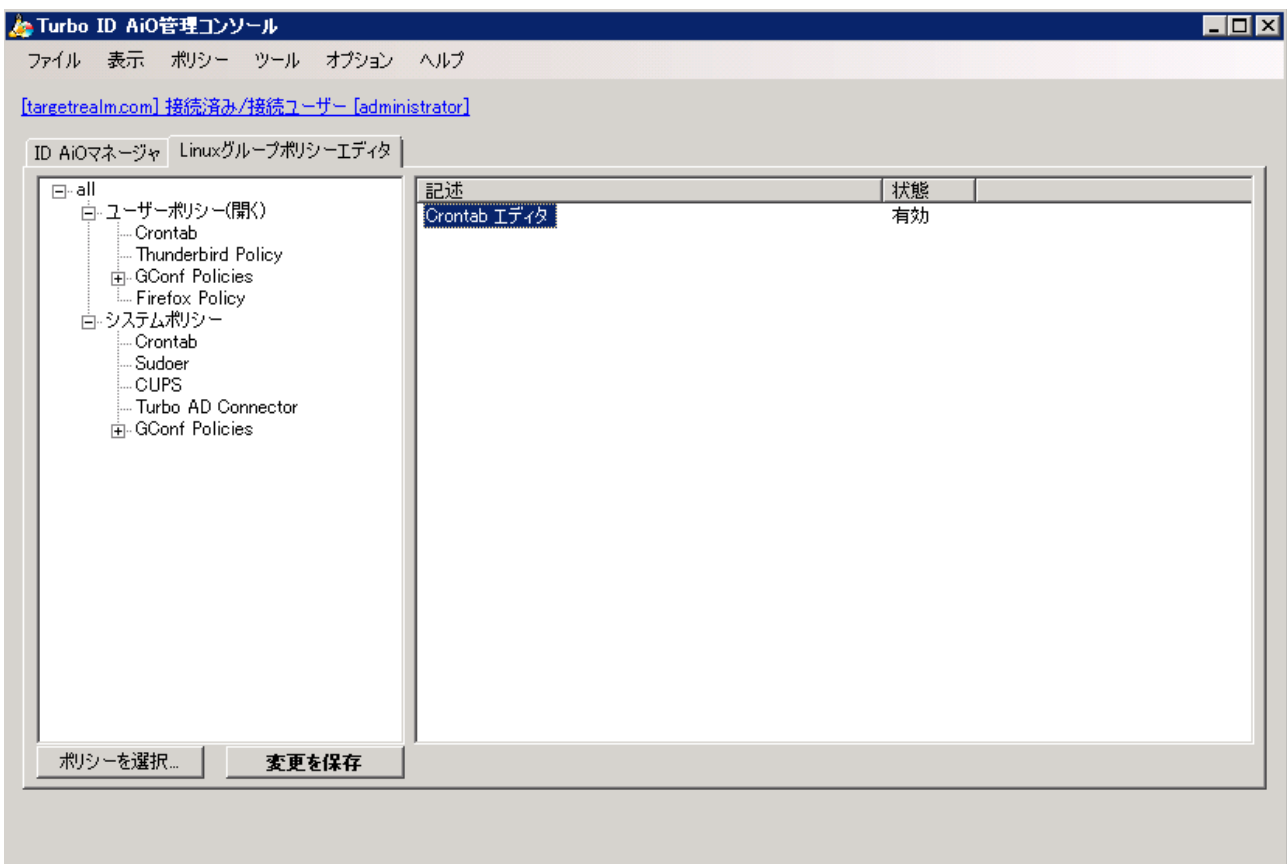 Turbo ID AiO管理コンソール
ファイル 表示 ポリシー ツール オプション ヘルプ
[targetrealm.com] 接続済み/接続ユーザー [administrator]
ID AiOマネージャ Linuxグループポリシーエディタ
all
ユーザーポリシー(開く)
Crontab
Thunderbird Policy
GConf Policies
Firefox Policy
システムポリシー
Crontab
Sudoer
CUPS
Turbo AD Connector
GConf Policies
記述 状態
Crontab エディタ 有効
ポリシーを選択... 変更を保存